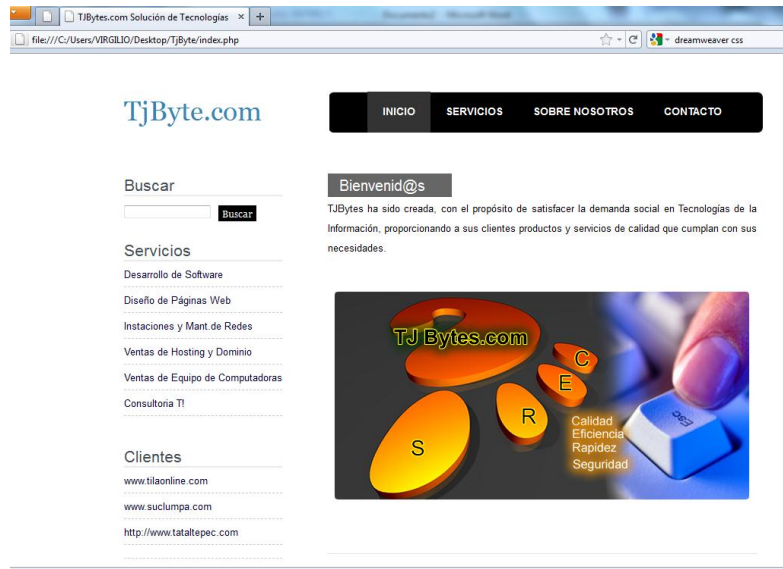 TJBytes.com Solución de Tecnologías
file:///C:/Users/VIRGILIO/Desktop/TjByte/index.php
dreamweaver css
TjByte.com
INICIO SERVICIOS SOBRE NOSOTROS CONTACTO
Buscar
Buscar
Servicios
Desarrollo de Software
Diseño de Páginas Web
Instaciones y Mant.de Redes
Ventas de Hosting y Dominio
Ventas de Equipo de Computadoras
Consultoria T!
Clientes
www.tilaonline.com
www.suclumpa.com
http://www.tataltepec.com
Bienvenid@s
TJBytes ha sido creada, con el propósito de satisfacer la demanda social en Tecnologías de la
Información, proporcionando a sus clientes productos y servicios de calidad que cumplan con sus
necesidades.
TJ Bytes.com
C
E
R
S
Calidad
Eficiencia
Rapidez
Seguridad
Esc